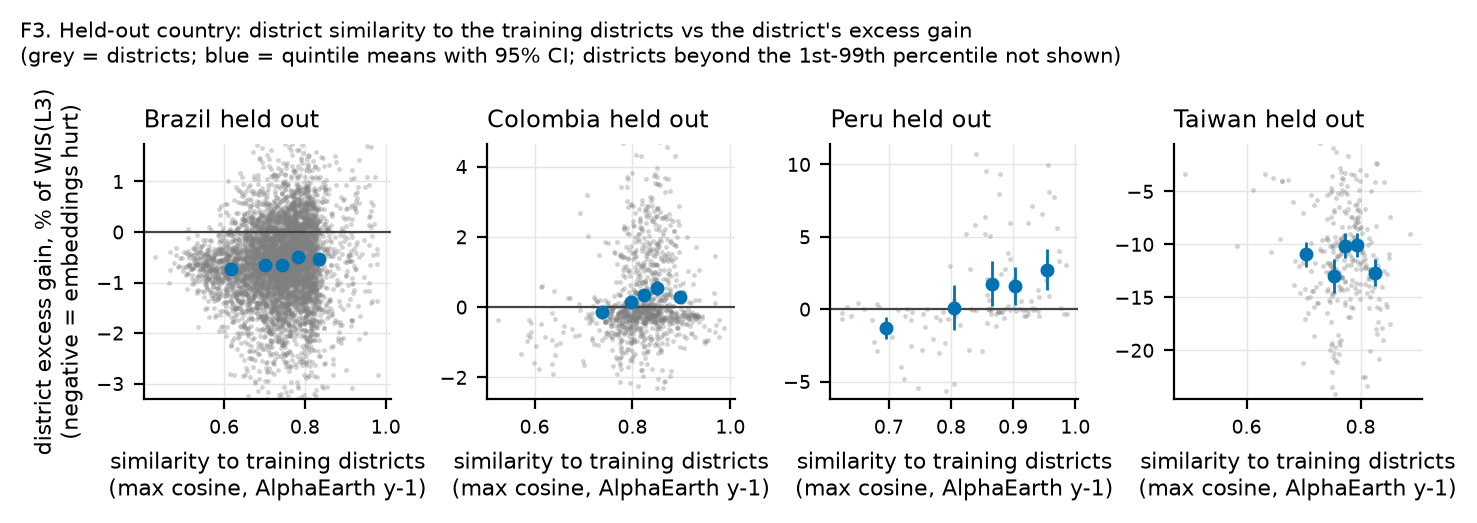 F3. Held-out country: district similarity to the training districts vs the district's excess gain
(grey = districts; blue = quintile means with 95% CI; districts beyond the 1st-99th percentile not shown)
district excess gain, % of WIS(L3)
(negative = embeddings hurt)
Brazil held out
1
0
−1
−2
−3
0.6
0.8
1.0
similarity to training districts
(max cosine, AlphaEarth y-1)
Colombia held out
4
2
0
−2
0.6
0.8
1.0
similarity to training districts
(max cosine, AlphaEarth y-1)
Peru held out
10
5
0
−5
0.7
0.8
0.9
1.0
similarity to training districts
(max cosine, AlphaEarth y-1)
Taiwan held out
−5
−10
−15
−20
0.6
0.8
similarity to training districts
(max cosine, AlphaEarth y-1)